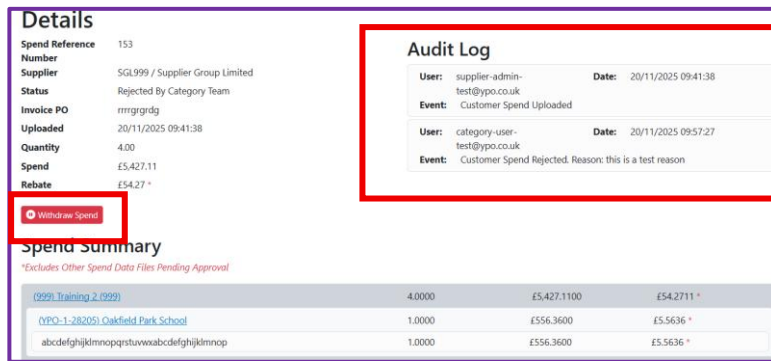 Details
Spend Reference Number 153
Supplier SGL999 / Supplier Group Limited
Status Rejected By Category Team
Invoice PO rrrrgrgrdg
Uploaded 20/11/2025 09:41:38
Quantity 4.00
Spend £5,427.11
Rebate £54.27 *
Withdraw Spend
Audit Log
User: supplier-admin-test@ypo.co.uk Date: 20/11/2025 09:41:38
Event: Customer Spend Uploaded
User: category-user-test@ypo.co.uk Date: 20/11/2025 09:57:27
Event: Customer Spend Rejected. Reason: this is a test reason
Spend Summary
*Excludes Other Spend Data Files Pending Approval
(999) Training 2 (999) 4.0000 £5,427.1100 £54.2711 *
(YPO-1-28205) Oakfield Park School 1.0000 £556.3600 £5.5636 *
abcdefghijklmnopqrstuvwxabcdefghijklmnop 1.0000 £556.3600 £5.5636 *